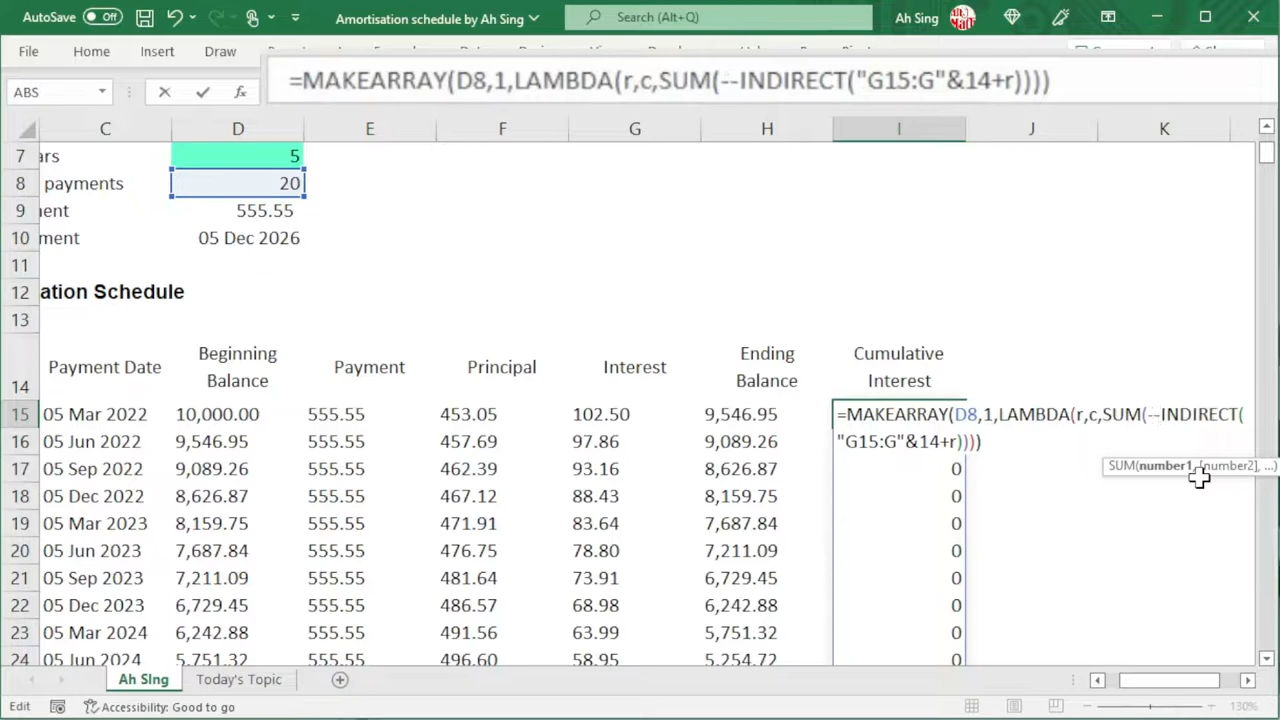 AutoSave Off Amortisation schedule by Ah Sing Search (Alt+Q) Ah Sing
File Home Insert Draw
ABS fx =MAKEARRAY(D8,1,LAMBDA(r,c,SUM(--INDIRECT("G15:G"&14+r))))
C D E F G H I J K
7 ars 5
8 payments 20
9 nent 555.55
10 ment 05 Dec 2026
11
12 ation Schedule
13
Beginning Ending Cumulative
14 Payment Date Balance Payment Principal Interest Balance Interest
15 05 Mar 2022 10,000.00 555.55 453.05 102.50 9,546.95 =MAKEARRAY(D8,1,LAMBDA(r,c,SUM(--INDIRECT(
16 05 Jun 2022 9,546.95 555.55 457.69 97.86 9,089.26 "G15:G"&14+r))))
SUM(number1, [number2], ...)
17 05 Sep 2022 9,089.26 555.55 462.39 93.16 8,626.87 0
18 05 Dec 2022 8,626.87 555.55 467.12 88.43 8,159.75 0
19 05 Mar 2023 8,159.75 555.55 471.91 83.64 7,687.84 0
20 05 Jun 2023 7,687.84 555.55 476.75 78.80 7,211.09 0
21 05 Sep 2023 7,211.09 555.55 481.64 73.91 6,729.45 0
22 05 Dec 2023 6,729.45 555.55 486.57 68.98 6,242.88 0
23 05 Mar 2024 6,242.88 555.55 491.56 63.99 5,751.32 0
24 05 Jun 2024 5,751.32 555.55 496.60 58.95 5,254.72 0
Ah SIng Today's Topic
Edit Accessibility: Good to go 130%